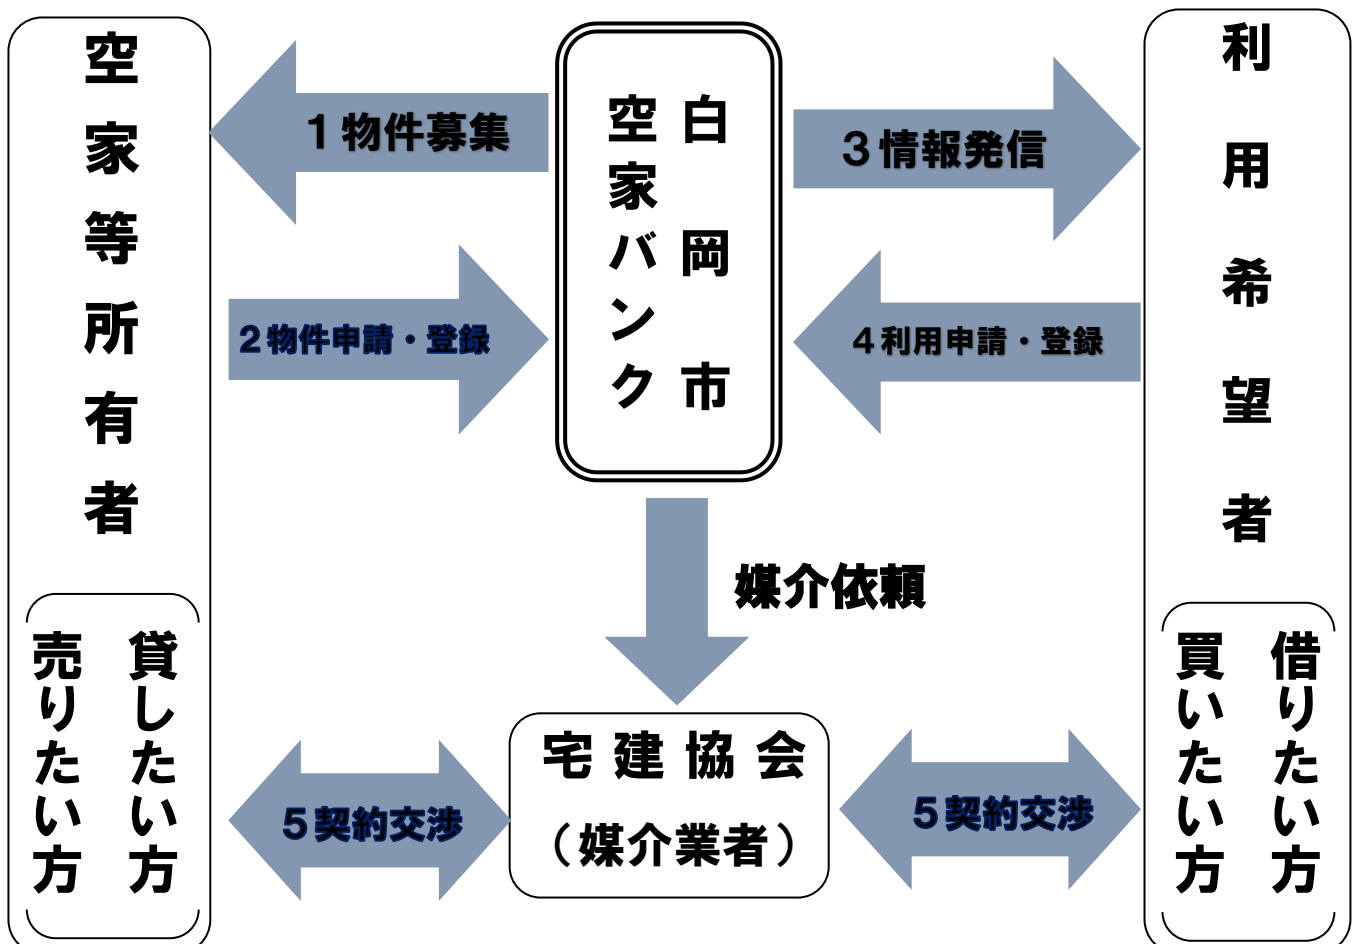 空家等所有者
貸したい方
売りたい方
1物件募集
2物件申請・登録
白岡市
空家バンク
3情報発信
4利用申請・登録
利用希望者
借りたい方
買いたい方
媒介依頼
宅建協会
（媒介業者）
5契約交渉
5契約交渉